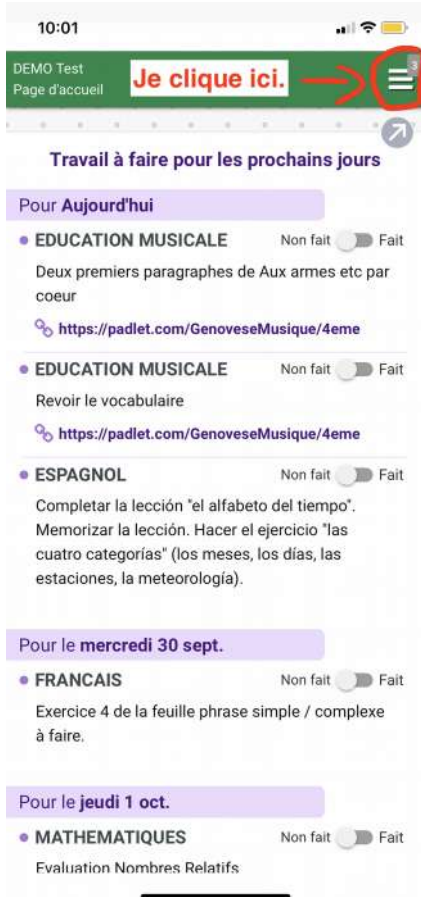 10:01
DEMO Test
Page d'accueil
Je clique ici.
3
Travail à faire pour les prochains jours
Pour Aujourd'hui
EDUCATION MUSICALE Non fait Fait
Deux premiers paragraphes de Aux armes etc par
coeur
https://padlet.com/GenoveseMusique/4eme
EDUCATION MUSICALE Non fait Fait
Revoir le vocabulaire
https://padlet.com/GenoveseMusique/4eme
ESPAGNOL Non fait Fait
Completar la lección "el alfabeto del tiempo".
Memorizar la lección. Hacer el ejercicio "las
cuatro categorías" (los meses, los días, las
estaciones, la meteorología).
Pour le mercredi 30 sept.
FRANCAIS Non fait Fait
Exercice 4 de la feuille phrase simple / complexe
à faire.
Pour le jeudi 1 oct.
MATHEMATIQUES Non fait Fait
Evaluation Nombres Relatifs